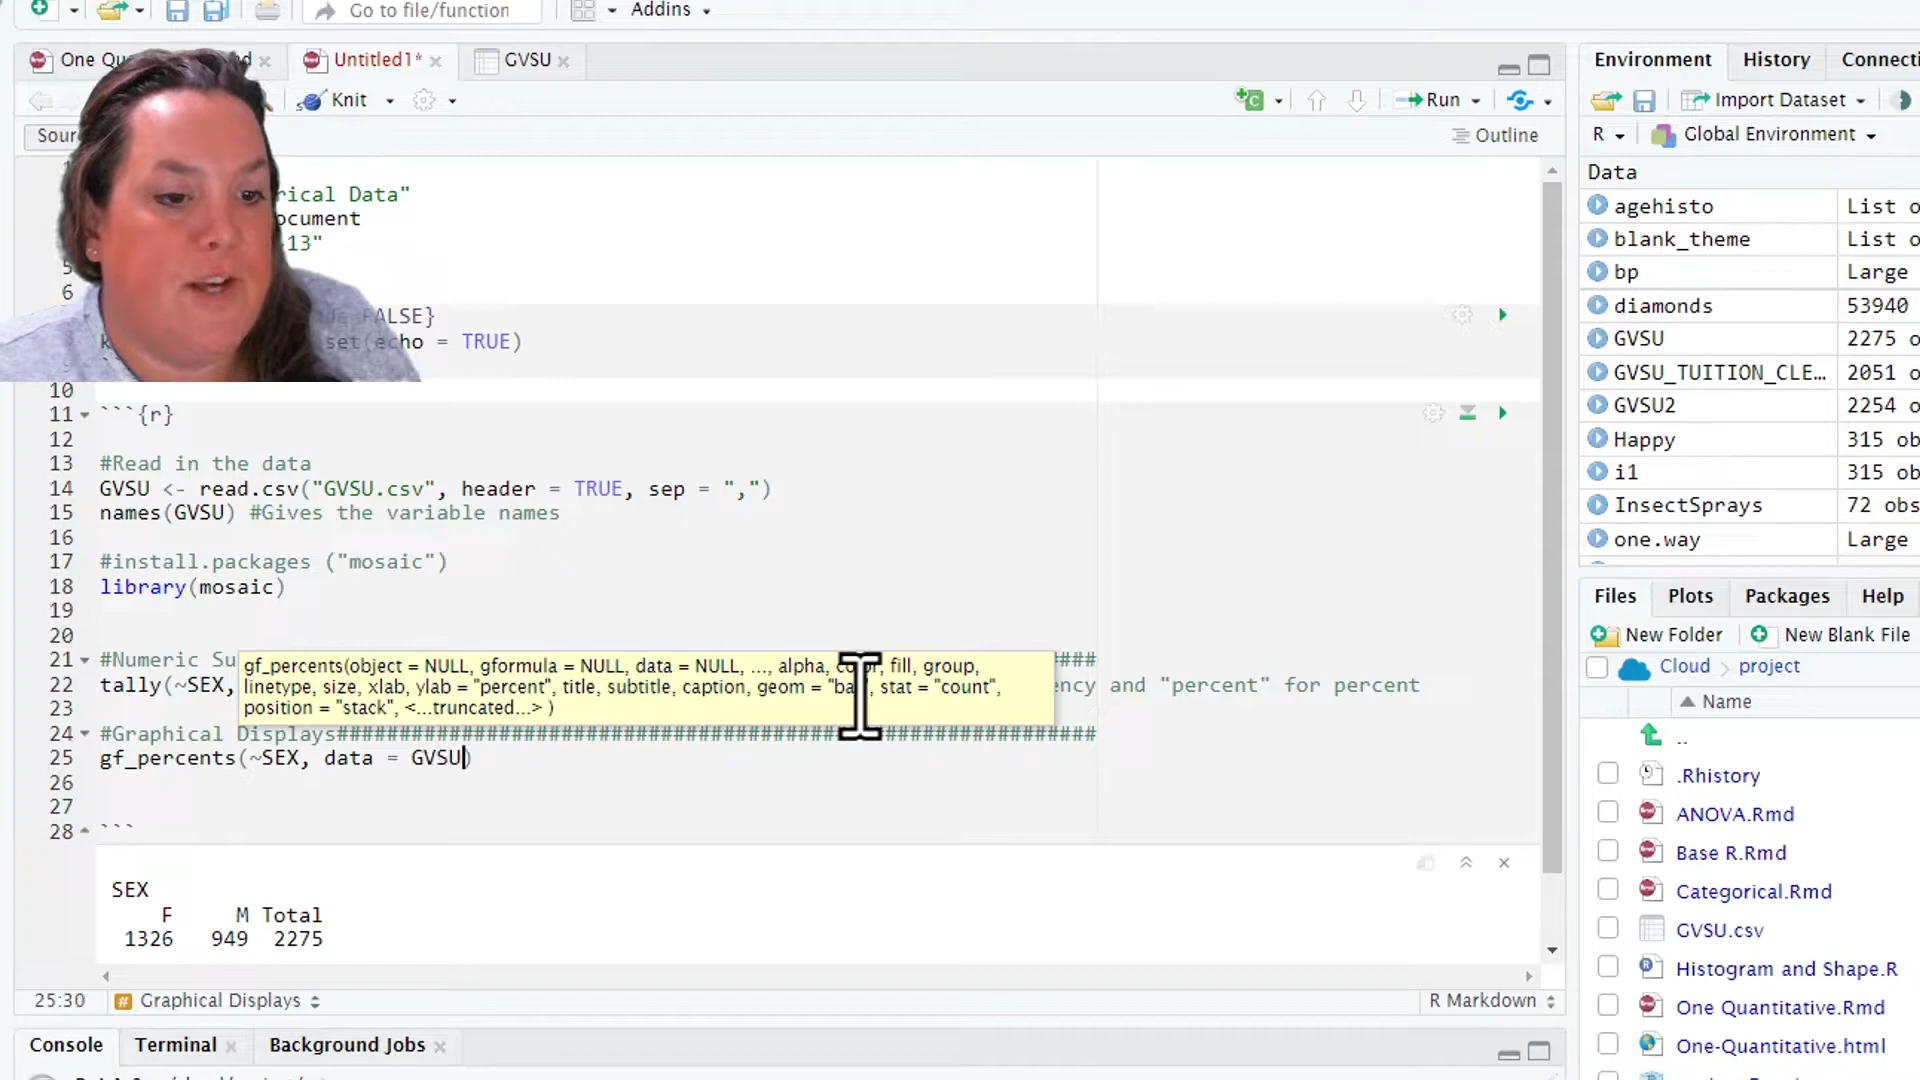 Go to file/function
Addins
One Qu
d
Untitled1*
GVSU
Knit
Run
Sour
Outline
rical Data"
ocument
13"
5
6
FALSE}
set(echo = TRUE)
10
11 ```{r}
12
13 #Read in the data
14 GVSU <- read.csv("GVSU.csv", header = TRUE, sep = ",")
15 names(GVSU) #Gives the variable names
16
17 #install.packages ("mosaic")
18 library(mosaic)
19
20
21 #Numeric Su
22 tally(~SEX,
ncy and "percent" for percent
gf_percents(object = NULL, gformula = NULL, data = NULL, ..., alpha, color, fill, group,
linetype, size, xlab, ylab = "percent", title, subtitle, caption, geom = "ba", stat = "count",
position = "stack", <...truncated...> )
23
24 #Graphical Displays#############################################################
25 gf_percents(~SEX, data = GVSU)
26
27
28 ```
SEX
F M Total
1326 949 2275
25:30
# Graphical Displays
R Markdown
Console
Terminal
Background Jobs
Environment
History
Connecti
Import Dataset
R
Global Environment
Data
agehisto List o
blank_theme List o
bp Large
diamonds 53940
GVSU 2275 o
GVSU_TUITION_CLE… 2051 o
GVSU2 2254 o
Happy 315 ob
i1 315 ob
InsectSprays 72 obs
one.way Large
Files
Plots
Packages
Help
New Folder
New Blank File
Cloud
project
Name
..
.Rhistory
ANOVA.Rmd
Base R.Rmd
Categorical.Rmd
GVSU.csv
Histogram and Shape.R
One Quantitative.Rmd
One-Quantitative.html